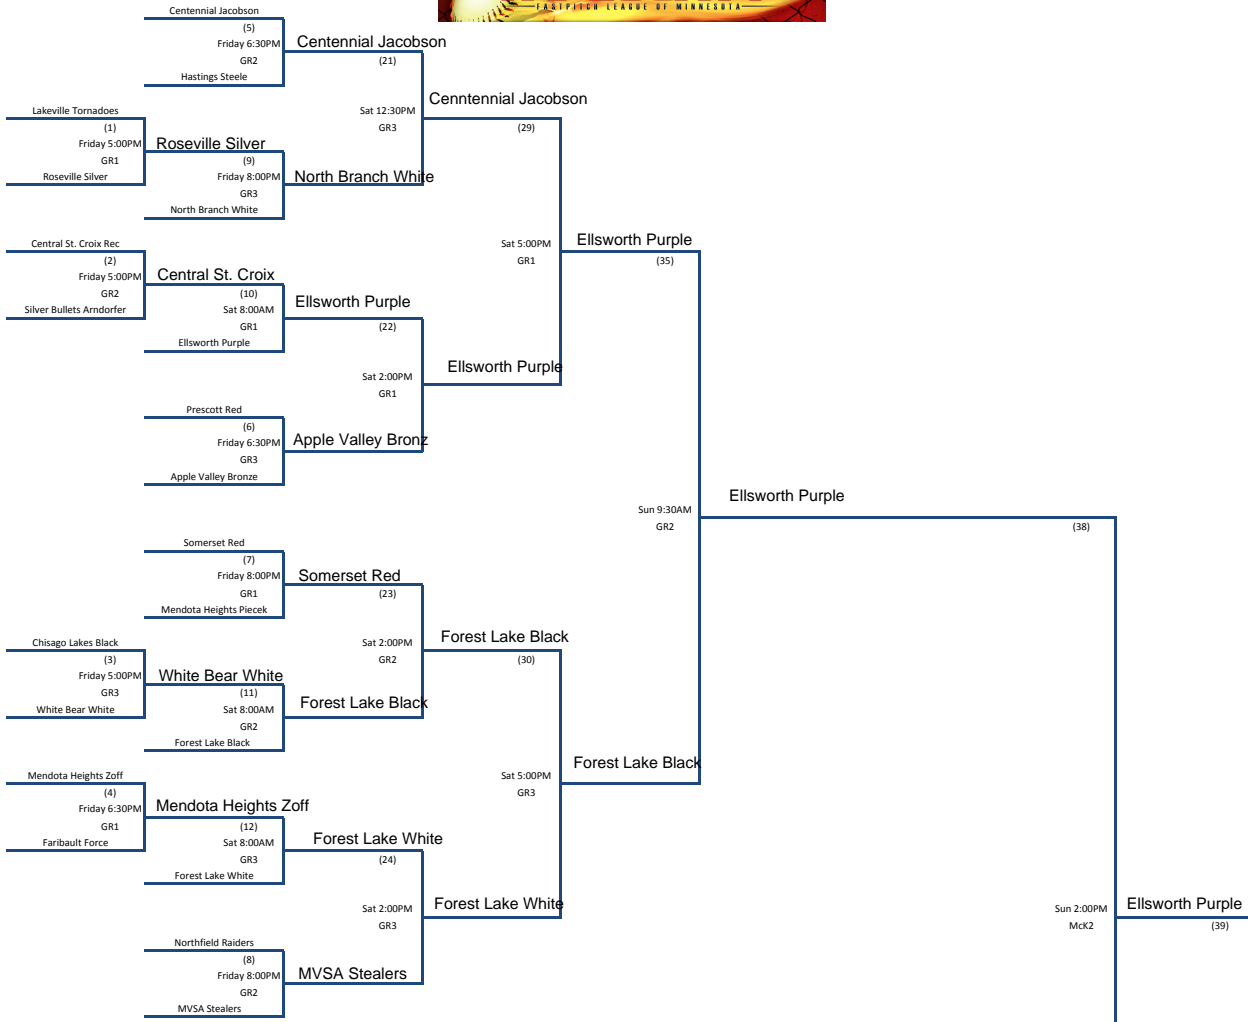 FASTPITCH LEAGUE OF MINNESOTA
Centennial Jacobson
(5)
Friday 6:30PM
GR2
Hastings Steele
Centennial Jacobson
(21)
Lakeville Tornadoes
(1)
Friday 5:00PM
GR1
Roseville Silver
Roseville Silver
(9)
Friday 8:00PM
GR3
North Branch White
North Branch White
Sat 12:30PM
GR3
Cenntennial Jacobson
(29)
Central St. Croix Rec
(2)
Friday 5:00PM
GR2
Silver Bullets Arndorfer
Central St. Croix
(10)
Sat 8:00AM
GR1
Ellsworth Purple
Ellsworth Purple
(22)
Sat 2:00PM
GR1
Ellsworth Purple
Prescott Red
(6)
Friday 6:30PM
GR3
Apple Valley Bronze
Apple Valley Bronz
Sat 5:00PM
GR1
Ellsworth Purple
(35)
Sun 9:30AM
GR2
Ellsworth Purple
(38)
Somerset Red
(7)
Friday 8:00PM
GR1
Mendota Heights Piecek
Somerset Red
(23)
Chisago Lakes Black
(3)
Friday 5:00PM
GR3
White Bear White
White Bear White
(11)
Sat 8:00AM
GR2
Forest Lake Black
Forest Lake Black
Sat 2:00PM
GR2
Forest Lake Black
(30)
Mendota Heights Zoff
(4)
Friday 6:30PM
GR1
Faribault Force
Mendota Heights Zoff
(12)
Sat 8:00AM
GR3
Forest Lake White
Forest Lake White
(24)
Sat 2:00PM
GR3
Forest Lake White
Northfield Raiders
(8)
Friday 8:00PM
GR2
MVSA Stealers
MVSA Stealers
Sat 5:00PM
GR3
Forest Lake Black
Sun 2:00PM
McK2
Ellsworth Purple
(39)